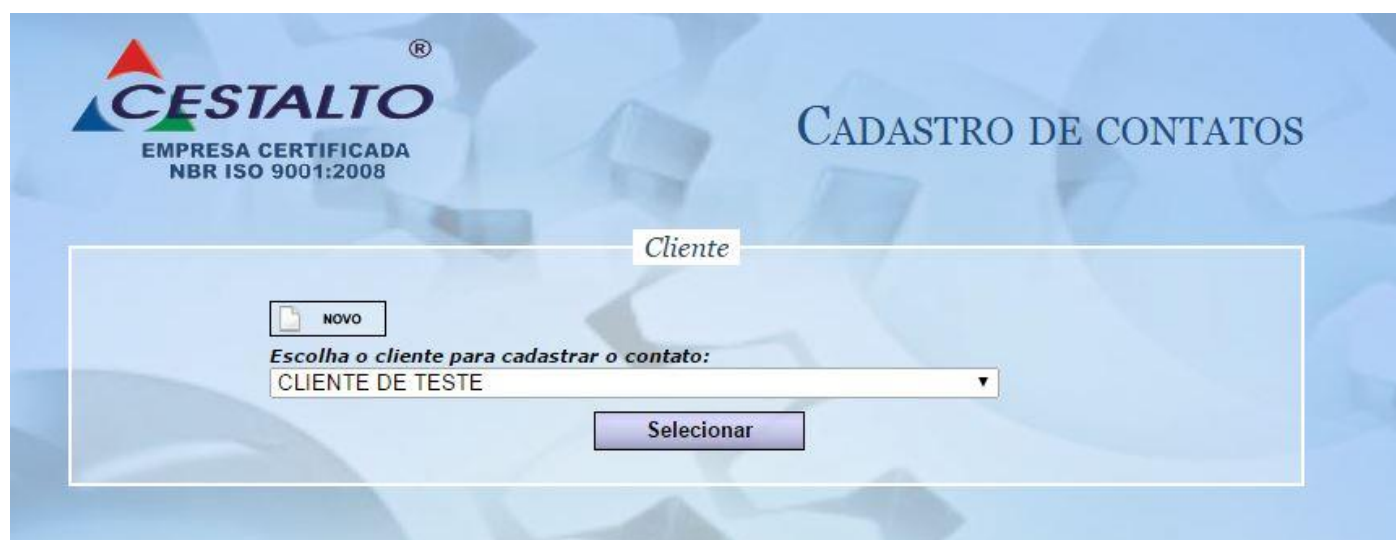 ®
CESTALTO
EMPRESA CERTIFICADA
NBR ISO 9001:2008
CADASTRO DE CONTATOS
Cliente
NOVO
Escolha o cliente para cadastrar o contato:
CLIENTE DE TESTE
Selecionar